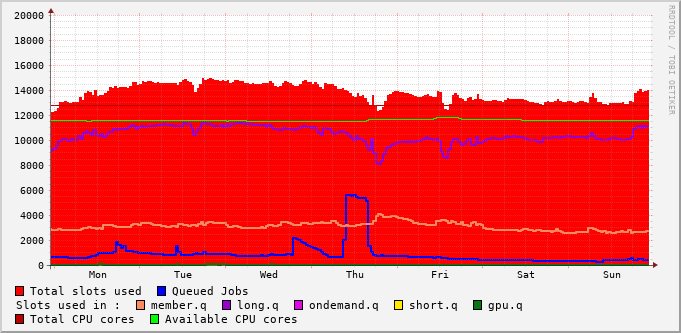 20000
18000
16000
14000
12000
10000
8000
6000
4000
2000
0
Mon Tue Wed Thu Fri Sat Sun
RRDTOOL / TOBI OETIKER
Total slots used Queued Jobs
Slots used in : member.q long.q ondemand.q short.q gpu.q
Total CPU cores Available CPU cores